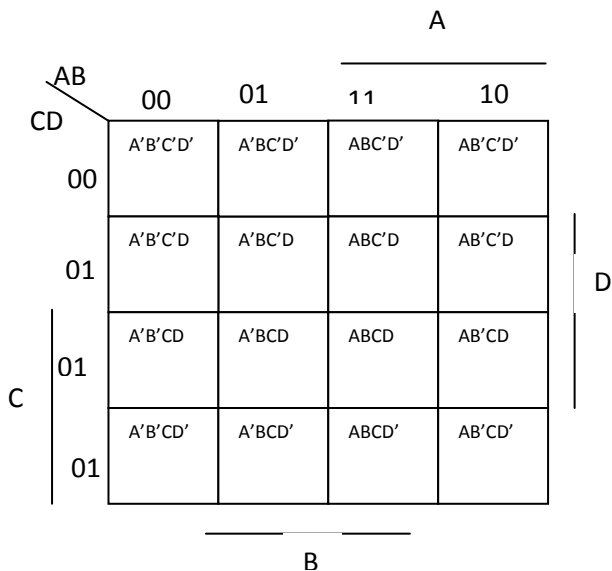 A
AB
00 01 11 10
CD
A’B’C’D’ A’BC’D’ ABC’D’ AB’C’D’
00
A’B’C’D A’BC’D ABC’D AB’C’D
01
D
A’B’CD A’BCD ABCD AB’CD
01
C
A’B’CD’ A’BCD’ ABCD’ AB’CD’
01
B